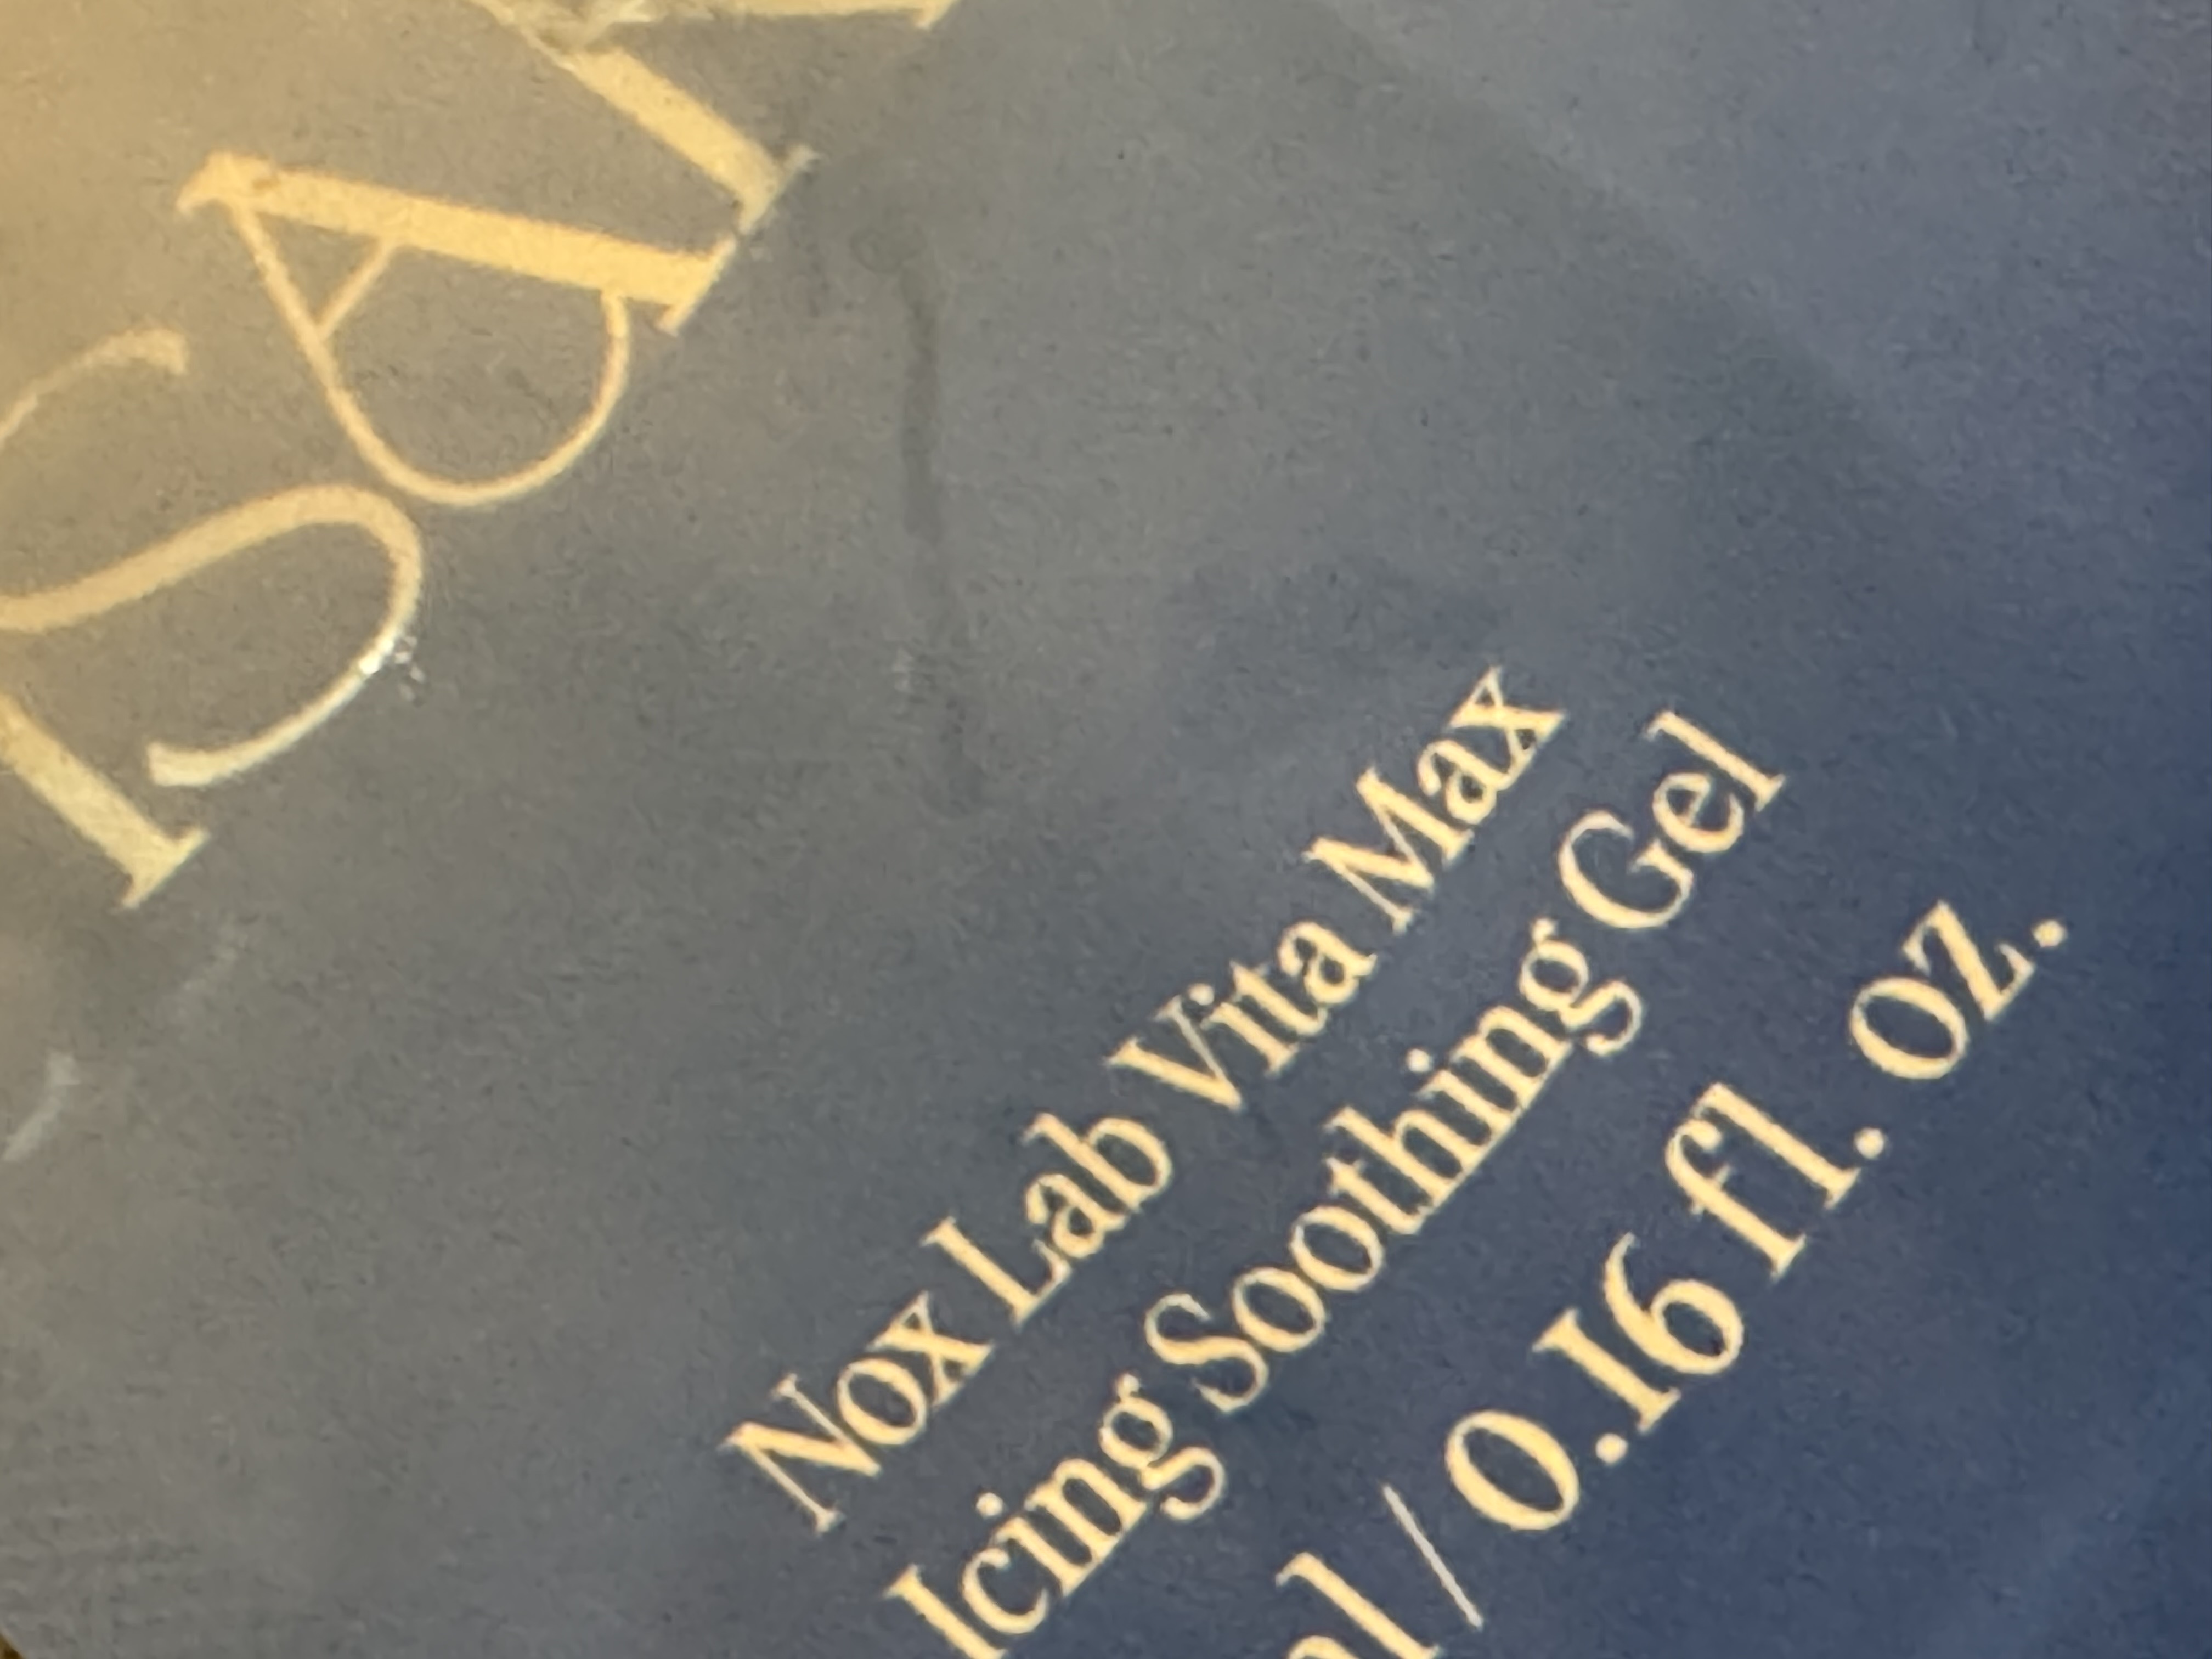 Nox Lab Vita Max
Icing Soothing Gel
/ 0.16 fl. oz.